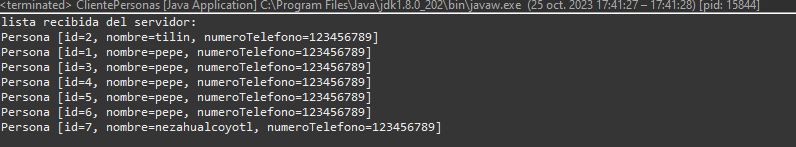 <terminated> ClientePersonas [Java Application] C:\Program Files\Java\jdk1.8.0_202\bin\javaw.exe (25 oct. 2023 17:41:27 – 17:41:28) [pid: 15844]
lista recibida del servidor:
Persona [id=2, nombre=tilin, numeroTelefono=123456789]
Persona [id=1, nombre=pepe, numeroTelefono=123456789]
Persona [id=3, nombre=pepe, numeroTelefono=123456789]
Persona [id=4, nombre=pepe, numeroTelefono=123456789]
Persona [id=5, nombre=pepe, numeroTelefono=123456789]
Persona [id=6, nombre=pepe, numeroTelefono=123456789]
Persona [id=7, nombre=nezahualcoyotl, numeroTelefono=123456789]